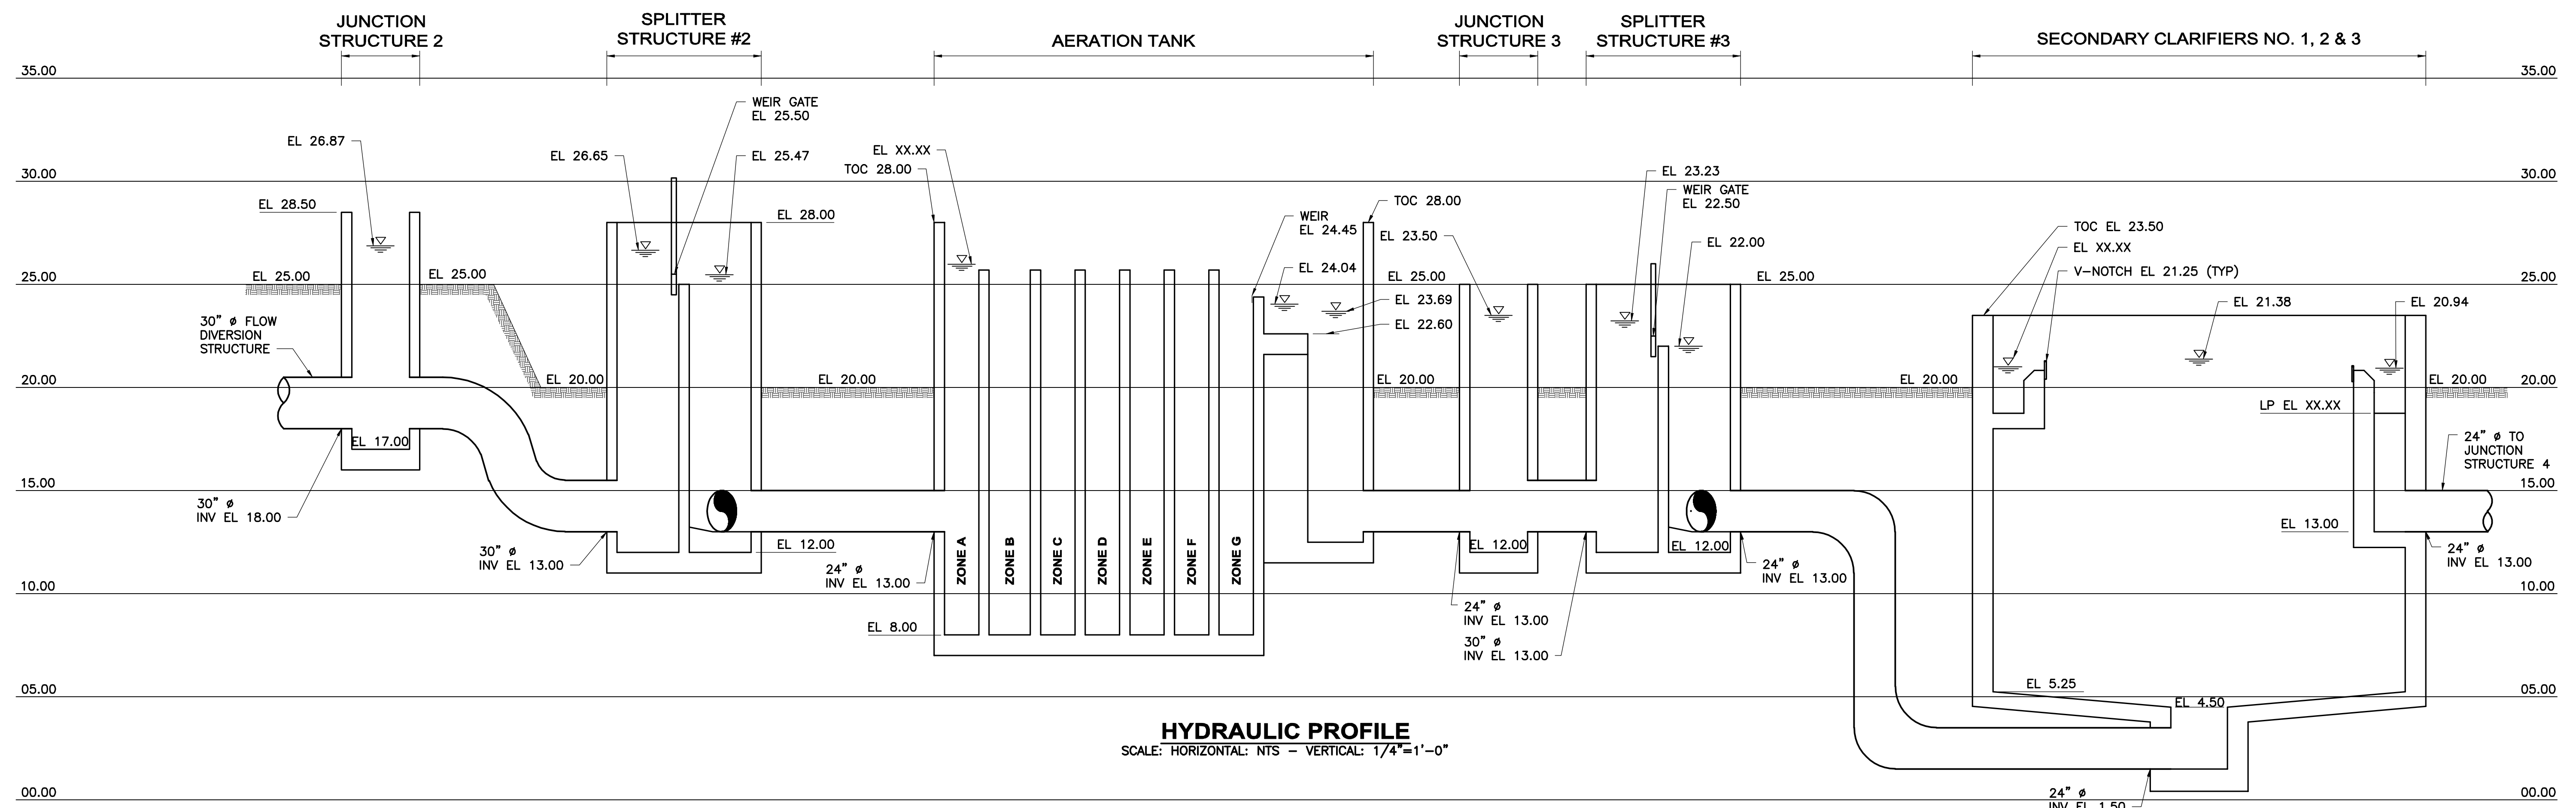 JUNCTION
STRUCTURE 2
SPLITTER
STRUCTURE #2
AERATION TANK
JUNCTION
STRUCTURE 3
SPLITTER
STRUCTURE #3
SECONDARY CLARIFIERS NO. 1, 2 & 3
35.00
35.00
WEIR GATE
EL 25.50
EL 26.87
EL 26.65
EL 25.47
EL XX.XX
TOC 28.00
EL 23.23
WEIR GATE
EL 22.50
30.00
30.00
EL 28.50
EL 28.00
WEIR
EL 24.45
TOC 28.00
EL 23.50
EL 22.00
TOC EL 23.50
EL XX.XX
V-NOTCH EL 21.25 (TYP)
25.00
EL 25.00
EL 25.00
EL 24.04
EL 25.00
EL 25.00
25.00
EL 23.69
EL 22.60
EL 21.38
EL 20.94
30" ø FLOW
DIVERSION
STRUCTURE
20.00
EL 20.00
EL 20.00
EL 20.00
EL 20.00
EL 20.00
20.00
LP EL XX.XX
EL 17.00
24" ø TO
JUNCTION
STRUCTURE 4
15.00
15.00
30" ø
INV EL 18.00
30" ø
INV EL 13.00
EL 12.00
24" ø
INV EL 13.00
ZONE A
ZONE B
ZONE C
ZONE D
ZONE E
ZONE F
ZONE G
EL 12.00
EL 12.00
EL 13.00
24" ø
INV EL 13.00
24" ø
INV EL 13.00
10.00
10.00
24" ø
INV EL 13.00
30" ø
INV EL 13.00
EL 8.00
05.00
EL 5.25
EL 4.50
05.00
HYDRAULIC PROFILE
SCALE: HORIZONTAL: NTS – VERTICAL: 1/4"=1'-0"
00.00
24" ø
INV EL 1.50
00.00